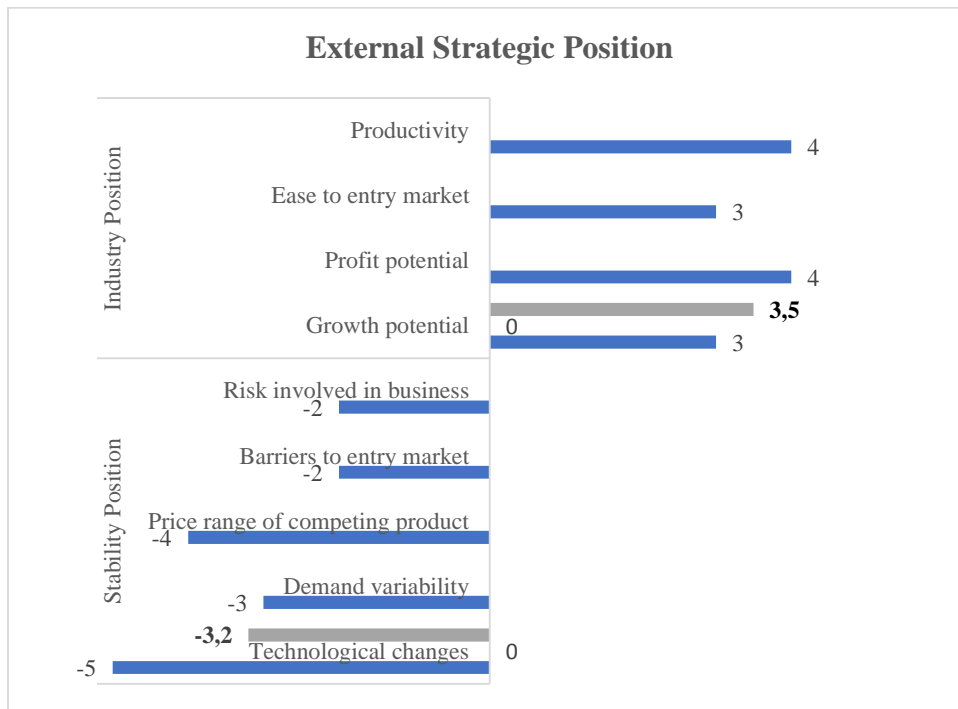 External Strategic Position
Industry Position
Productivity
4
Ease to entry market
3
Profit potential
4
3,5
Growth potential
0
3
Stability Position
Risk involved in business
-2
Barriers to entry market
-2
Price range of competing product
-4
Demand variability
-3
-3,2
Technological changes
0
-5